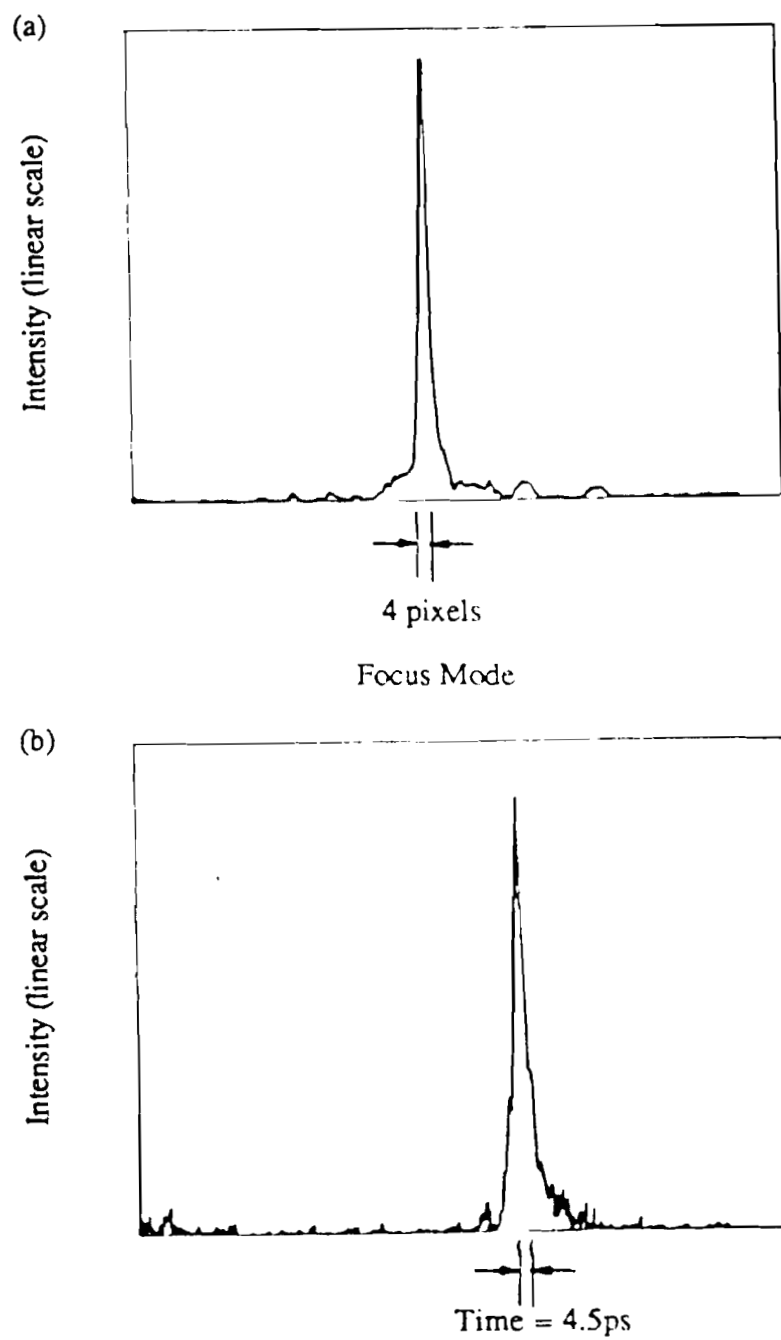 (a)
Intensity (linear scale)
4 pixels
Focus Mode
(b)
Intensity (linear scale)
Time = 4.5ps